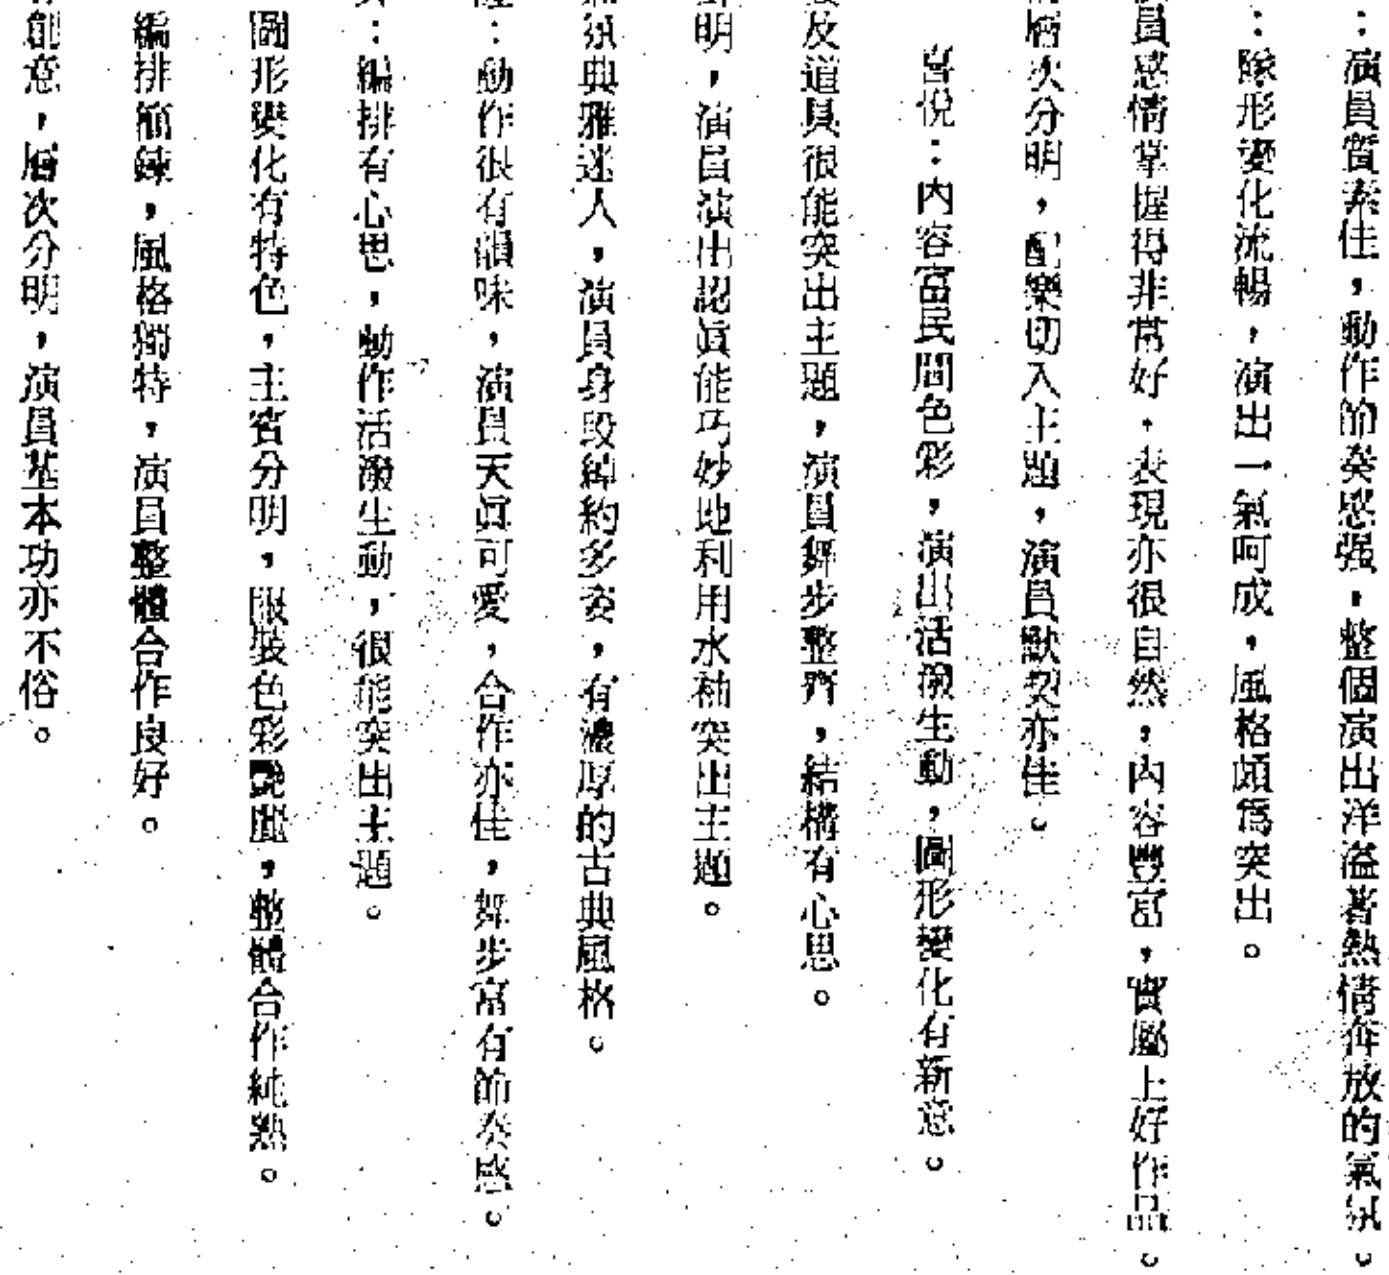 ：演員質素佳，動作節奏感强，整個演出洋溢著熱情奔放的氣氛。
：隊形變化流暢，演出一氣呵成，風格頗爲突出。
員感情掌握得非常好，表現亦很自然，內容豐富，實屬上好作品。
層次分明，配樂切入主題，演員默契亦佳。
喜悅：內容富民間色彩，演出活潑生動，圖形變化有新意。
及道具很能突出主題，演員舞步整齊，結構有心思。
明，演員演出認眞能巧妙地利用水袖突出主題。
氛典雅迷人，演員身段綽約多姿，有濃厚的古典風格。
：動作很有韻味，演員天眞可愛，合作亦佳，舞步富有節奏感。
：編排有心思，動作活潑生動，很能突出主題。
圖形變化有特色，主賓分明，服裝色彩艷麗，整體合作純熟。
編排簡鍊，風格獨特，演員整體合作良好。
創意，層次分明，演員基本功亦不俗。